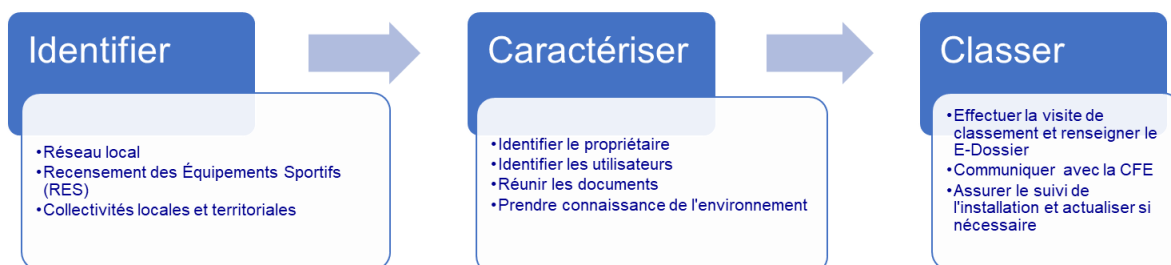 Identifier
•Réseau local
•Recensement des Équipements Sportifs
(RES)
•Collectivités locales et territoriales
Caractériser
•Identifier le propriétaire
•Identifier les utilisateurs
•Réunir les documents
•Prendre connaissance de l'environnement
Classer
•Effectuer la visite de
classement et renseigner le
E-Dossier
•Communiquer avec la CFE
•Assurer le suivi de
l'installation et actualiser si
nécessaire